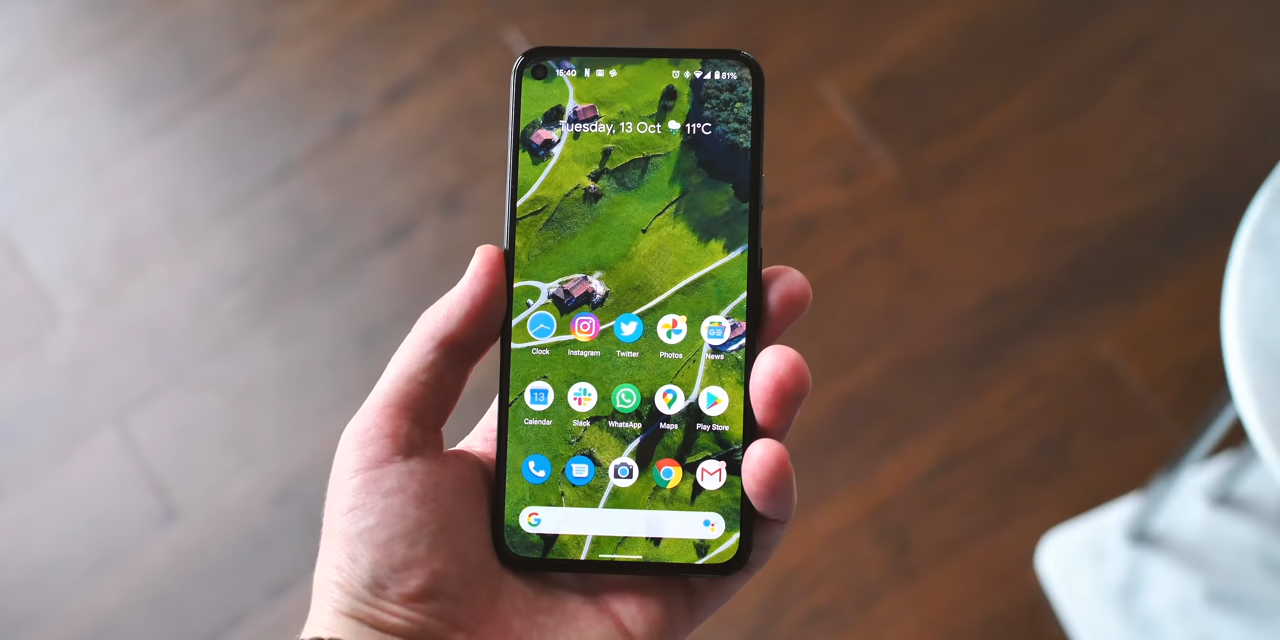 15:40 81%
Tuesday, 13 Oct 11°C
Clock Instagram Twitter Photos News
13
Calendar Slack WhatsApp Maps Play Store